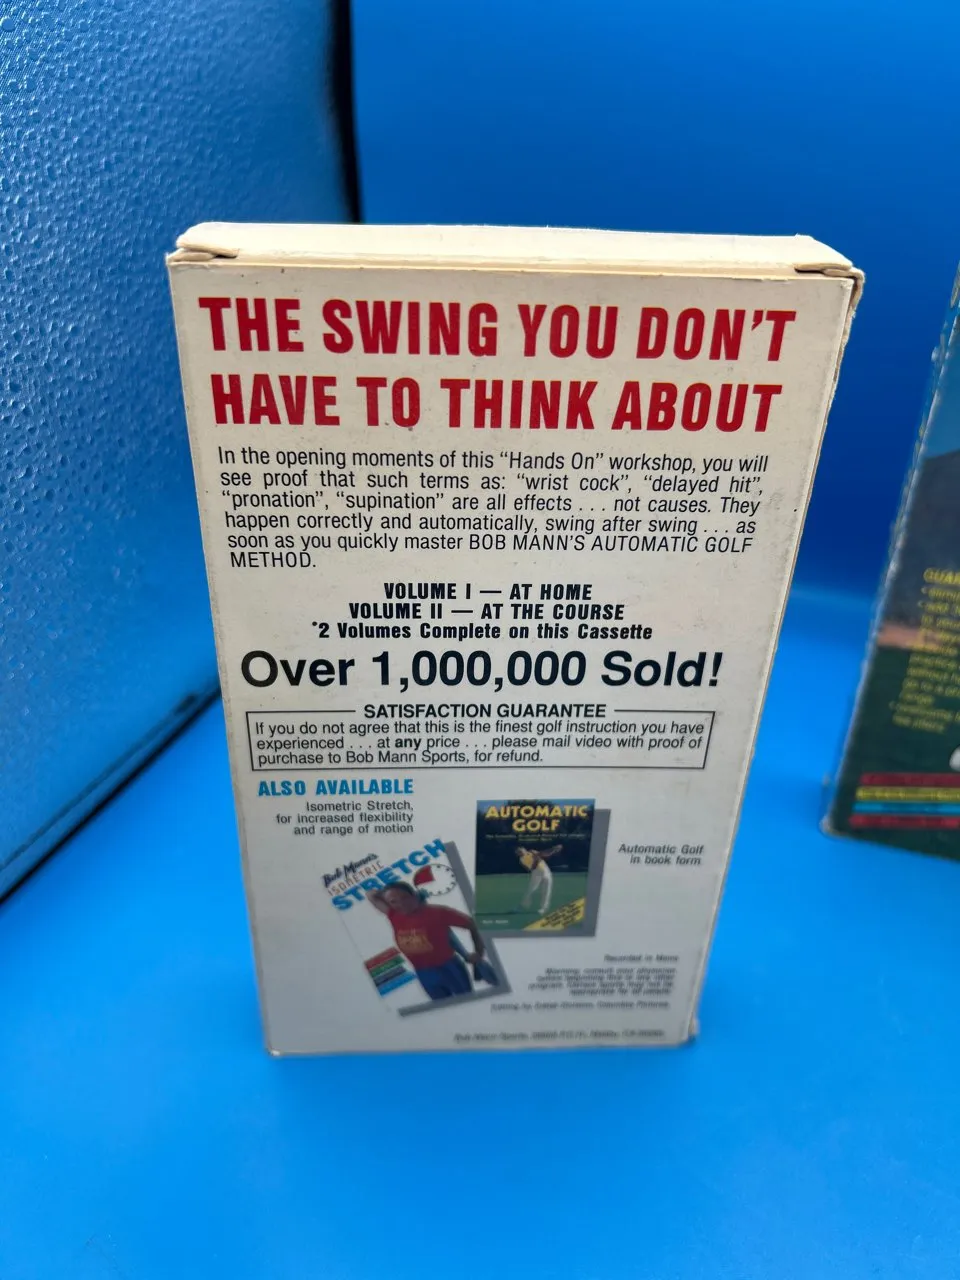 THE SWING YOU DON'T
HAVE TO THINK ABOUT
In the opening moments of this “Hands On” workshop, you will
see proof that such terms as: “wrist cock”, “delayed hit”,
“pronation”, “supination” are all effects . . . not causes. They
happen correctly and automatically, swing after swing . . . as
soon as you quickly master BOB MANN'S AUTOMATIC GOLF
METHOD.
VOLUME I — AT HOME
VOLUME II — AT THE COURSE
*2 Volumes Complete on this Cassette
Over 1,000,000 Sold!
SATISFACTION GUARANTEE
If you do not agree that this is the finest golf instruction you have
experienced . . . at any price . . . please mail video with proof of
purchase to Bob Mann Sports, for refund.
ALSO AVAILABLE
Isometric Stretch,
for increased flexibility
and range of motion
Bob Mann's
ISOMETRIC
STRETCH
AUTOMATIC
GOLF
Automatic Golf
in book form.
Recorded in Mono
Bob Mann Sports,